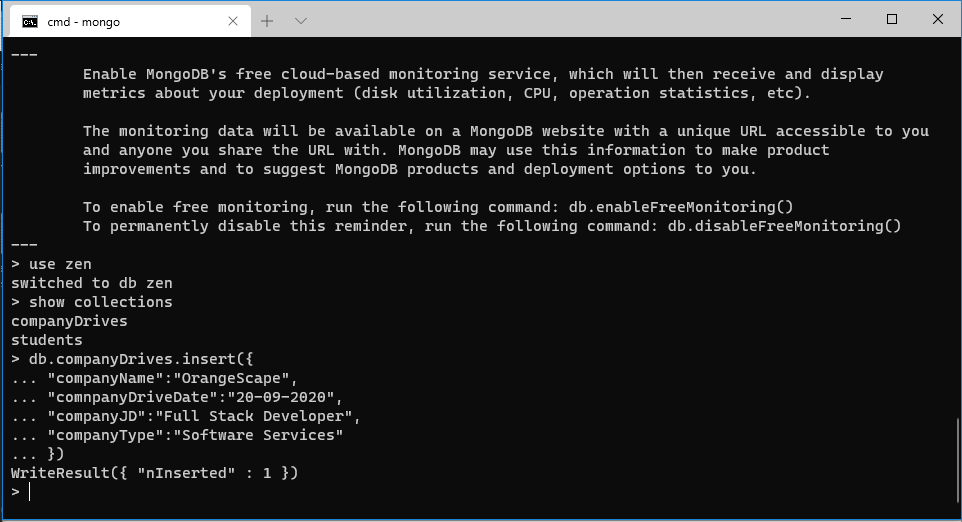 cmd - mongo
---
Enable MongoDB's free cloud-based monitoring service, which will then receive and display
metrics about your deployment (disk utilization, CPU, operation statistics, etc).
The monitoring data will be available on a MongoDB website with a unique URL accessible to you
and anyone you share the URL with. MongoDB may use this information to make product
improvements and to suggest MongoDB products and deployment options to you.
To enable free monitoring, run the following command: db.enableFreeMonitoring()
To permanently disable this reminder, run the following command: db.disableFreeMonitoring()
---
> use zen
switched to db zen
> show collections
companyDrives
students
> db.companyDrives.insert({
... "companyName":"OrangeScape",
... "comnpanyDriveDate":"20-09-2020",
... "companyJD":"Full Stack Developer",
... "companyType":"Software Services"
... })
WriteResult({ "nInserted" : 1 })
>